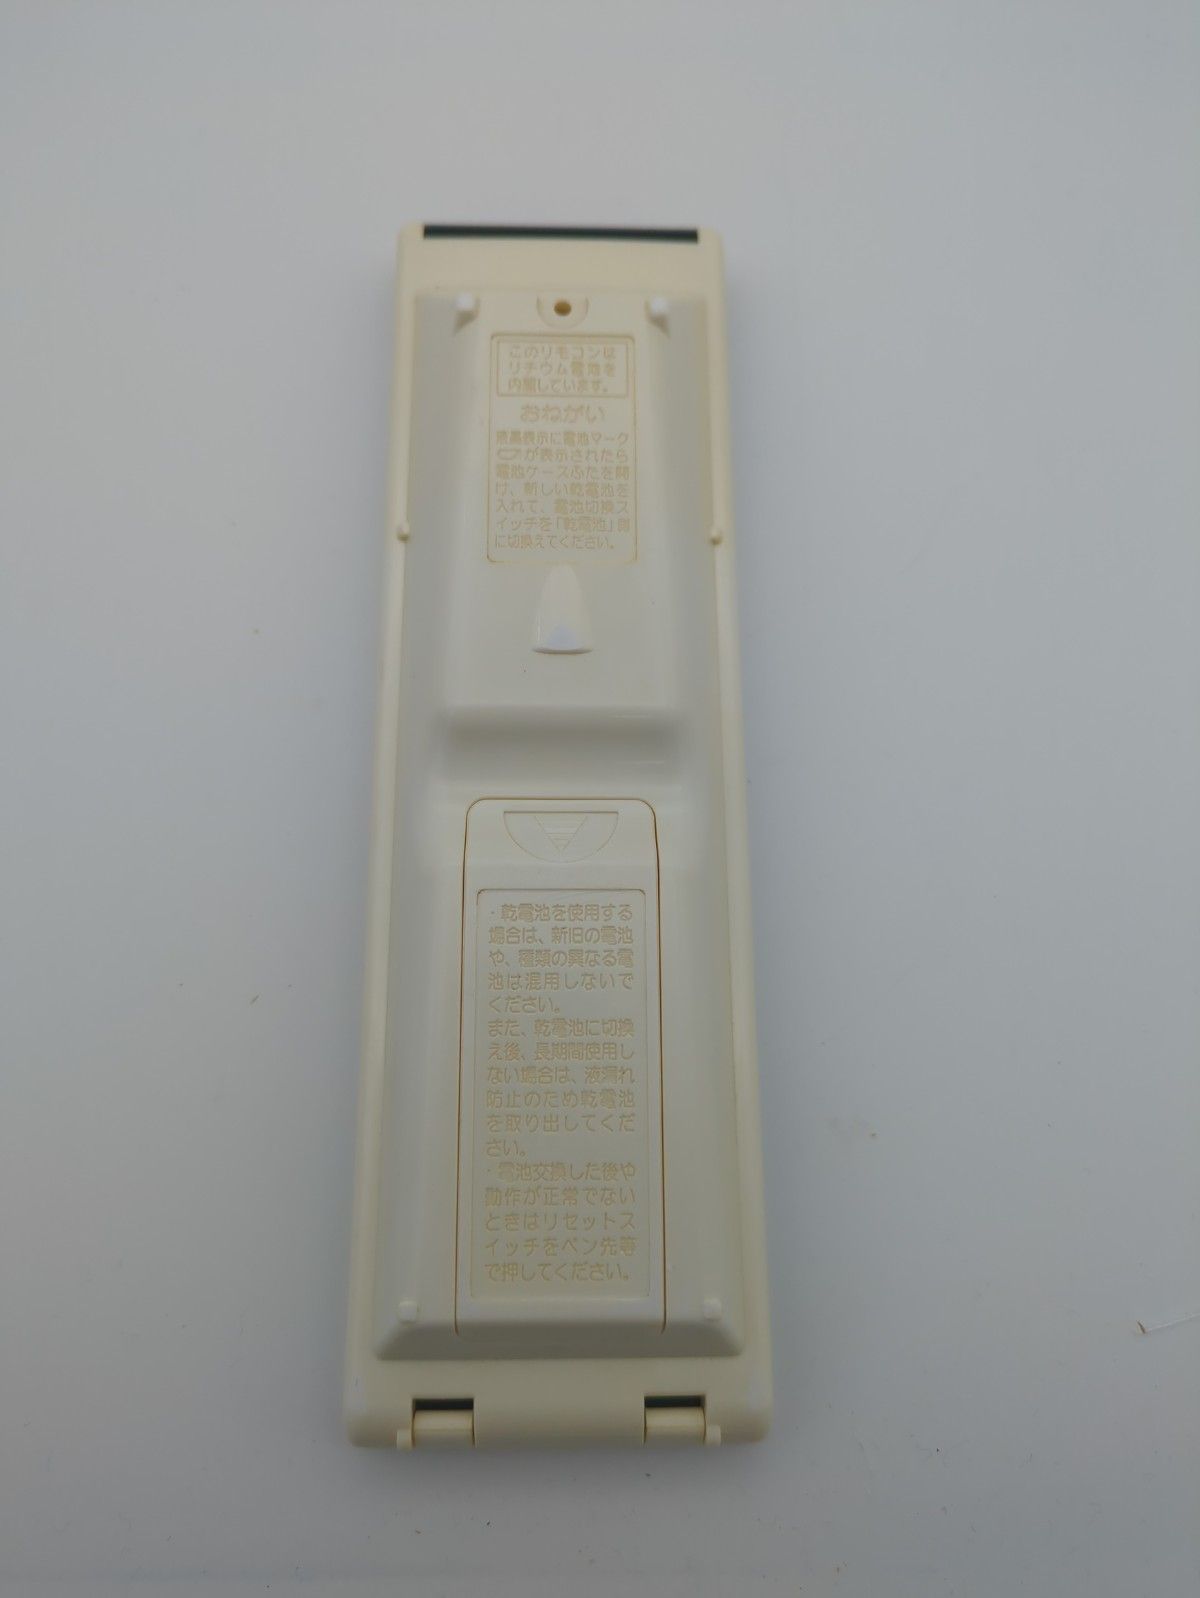 このリモコンは
リチウム電池を
内蔵しています。
おねがい
液晶表示に電池マーク
が表示されたら
電池ケースふたを開
け、新しい乾電池を
入れて、電池切換ス
イッチを「乾電池」側
に切換えてください。
・乾電池を使用する
場合は、新旧の電池
や、種類の異なる電
池は混用しないで
ください。
また、乾電池に切換
え後、長期間使用し
ない場合は、液漏れ
防止のため乾電池
を取り出してくだ
さい。
・電池交換した後や
動作が正常でない
ときはリセットス
イッチをペン先等
で押してください。